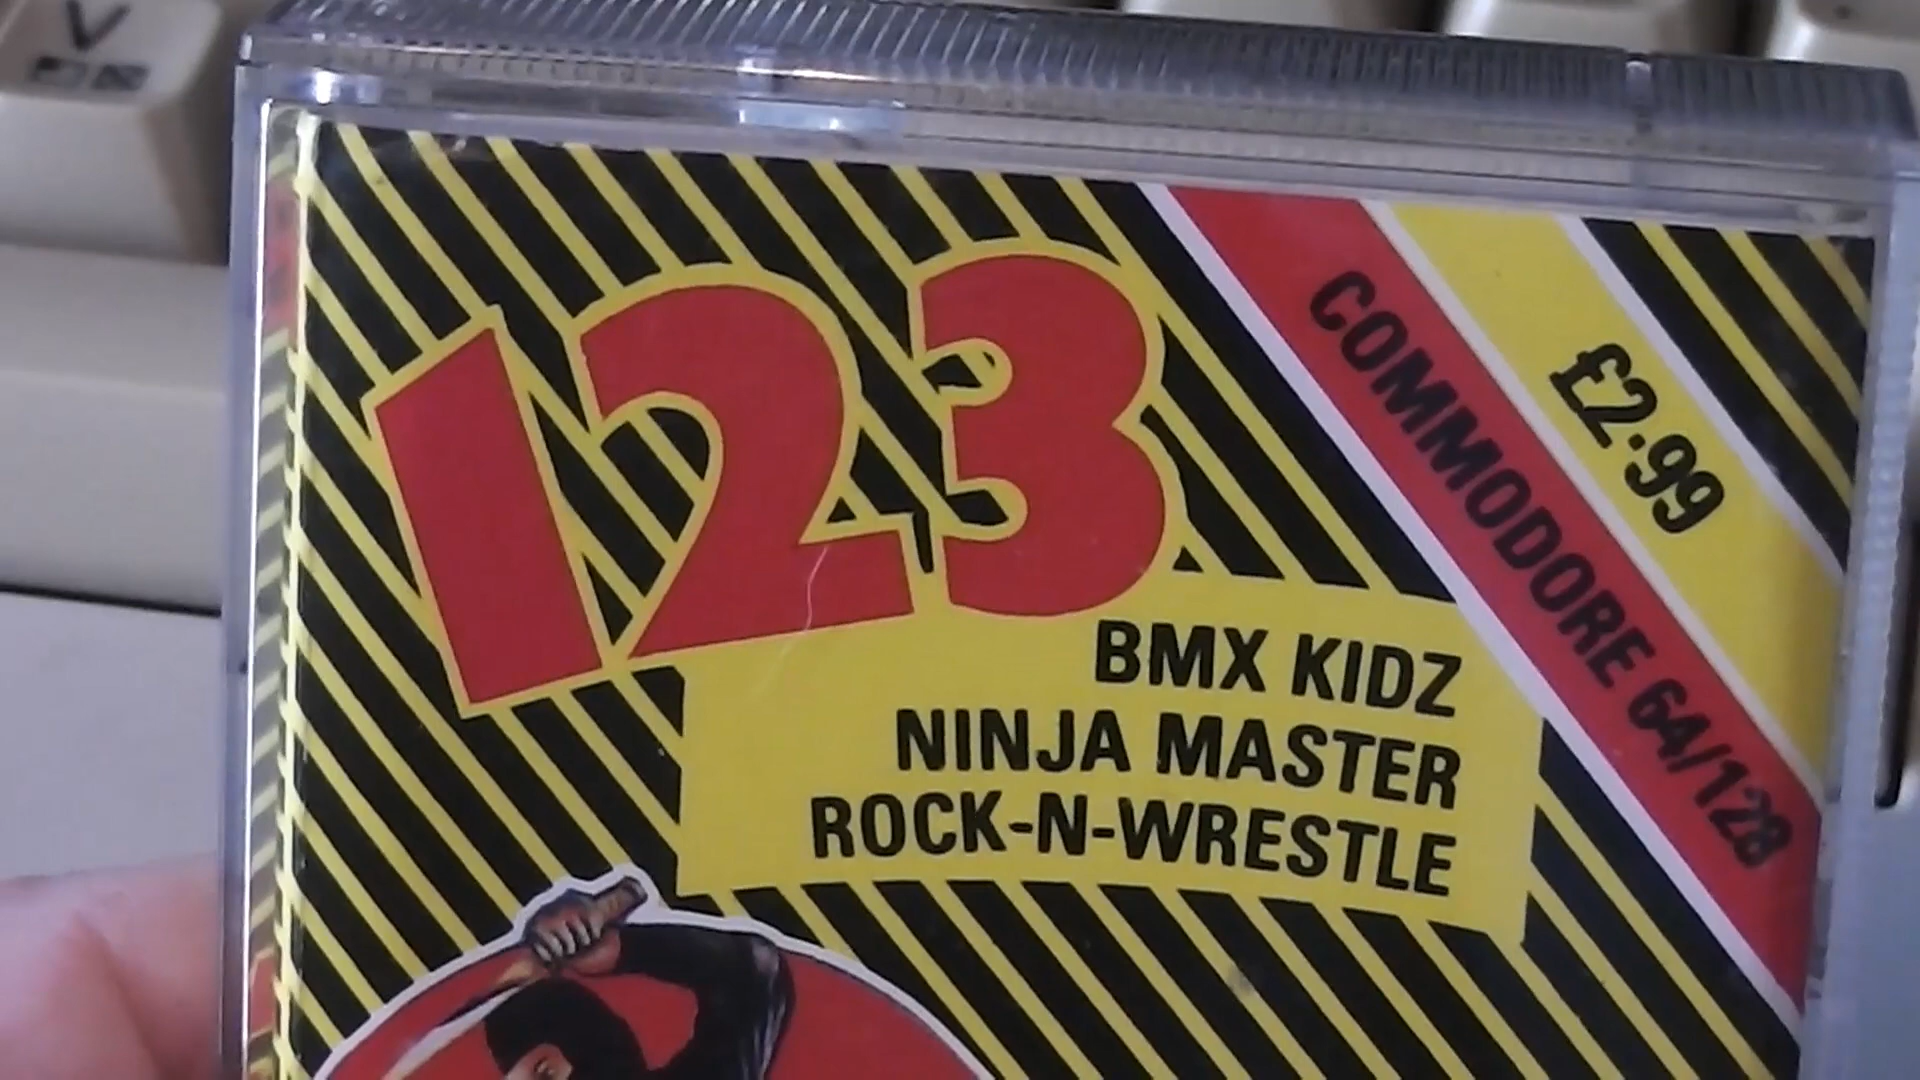 V
123
COMMODORE 64/128
£2.99
BMX KIDZ
NINJA MASTER
ROCK-N-WRESTLE